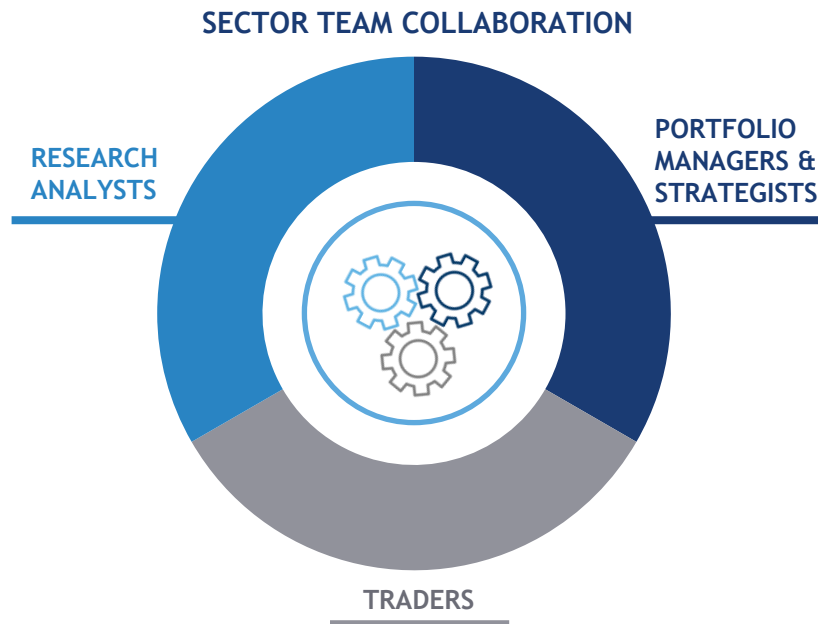 SECTOR TEAM COLLABORATION
RESEARCH
ANALYSTS
PORTFOLIO
MANAGERS &
STRATEGISTS
TRADERS